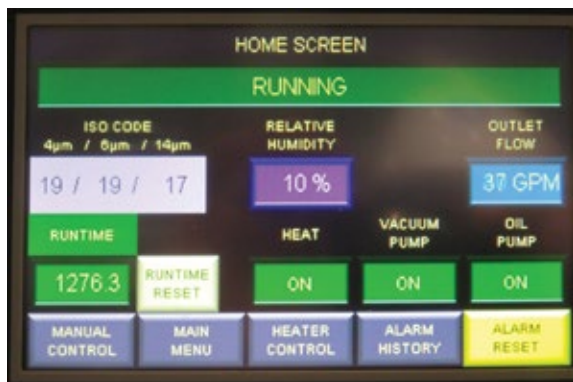 HOME SCREEN
RUNNING
ISO CODE
4µm / 6µm / 14µm
19 / 19 / 17
RELATIVE
HUMIDITY
10 %
OUTLET
FLOW
37 GPM
RUNTIME
1276.3
RUNTIME
RESET
HEAT
ON
VACUUM
PUMP
ON
OIL
PUMP
ON
MANUAL
CONTROL
MAIN
MENU
HEATER
CONTROL
ALARM
HISTORY
ALARM
RESET